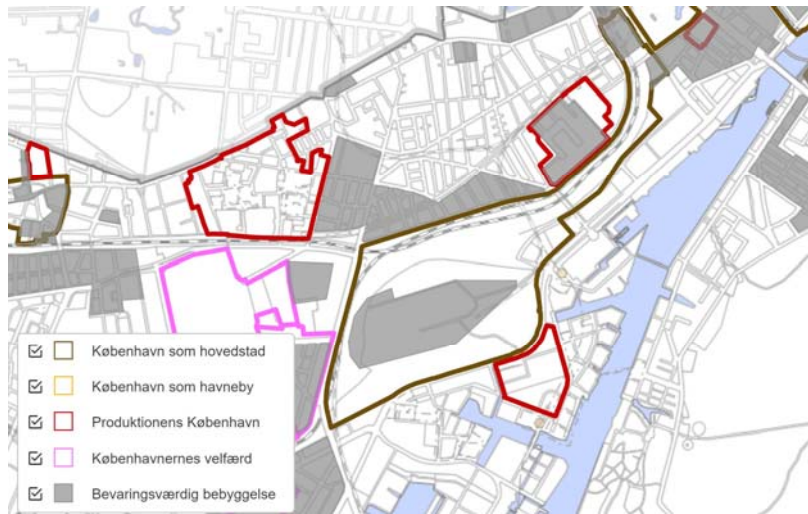 København som hovedstad
København som havneby
Produktionens København
Københavnernes velfærd
Bevaringsværdig bebyggelse